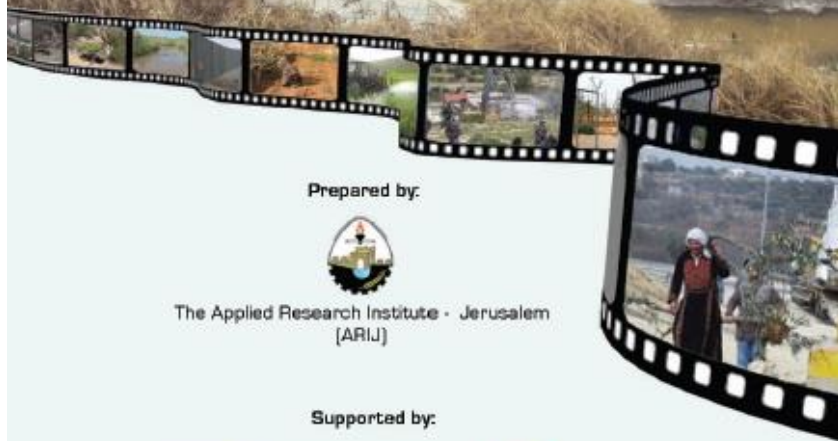 Prepared by:
The Applied Research Institute - Jerusalem
(ARIJ)
Supported by: